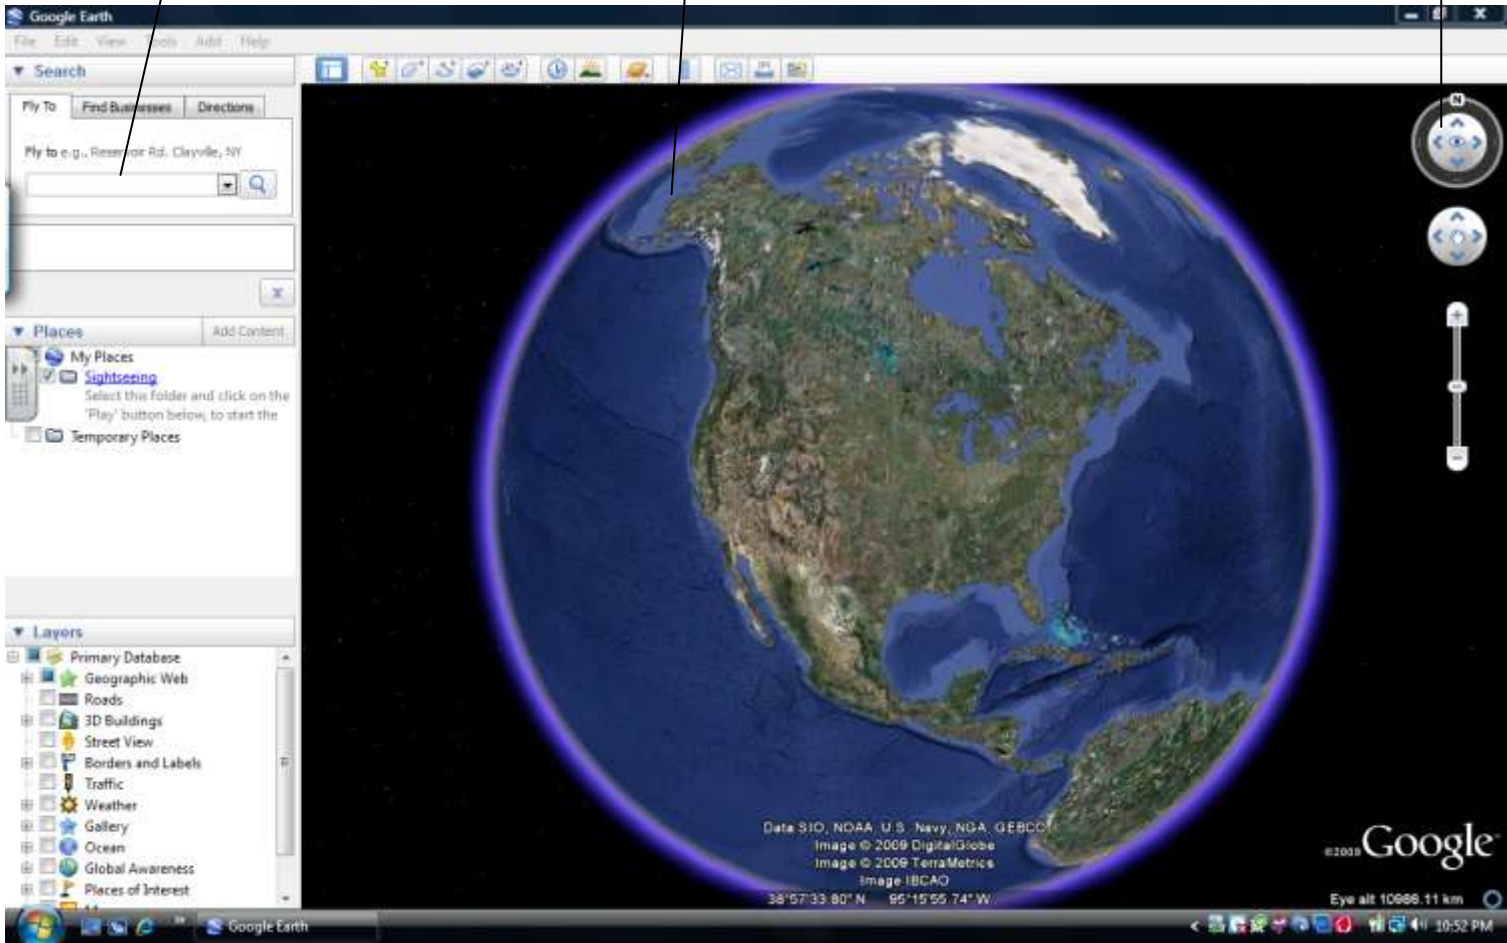 Google Earth
File Edit View Tools Add Help
Search
Fly To Find Businesses Directions
Fly to e.g., Reservoir Rd. Clayville, NY
Places Add Content
My Places
Sightseeing
Select this folder and click on the
'Play' button below, to start the
Temporary Places
Layers
Primary Database
Geographic Web
Roads
3D Buildings
Street View
Borders and Labels
Traffic
Weather
Gallery
Ocean
Global Awareness
Places of Interest
N
Data SIO, NOAA, U.S. Navy, NGA, GEBCO
Image © 2009 DigitalGlobe
Image © 2009 TerraMetrics
Image IBCAO
38°57'33.80" N 95°15'55.74" W
©2009 Google
Eye alt 10986.11 km
Google Earth
10:52 PM